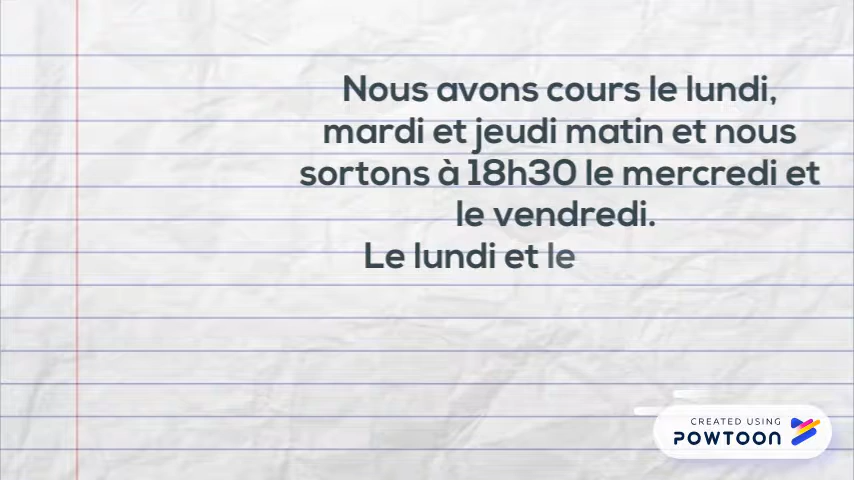 Nous avons cours le lundi,
mardi et jeudi matin et nous
sortons à 18h30 le mercredi et
le vendredi.
Le lundi et le
CREATED USING
POWTOON